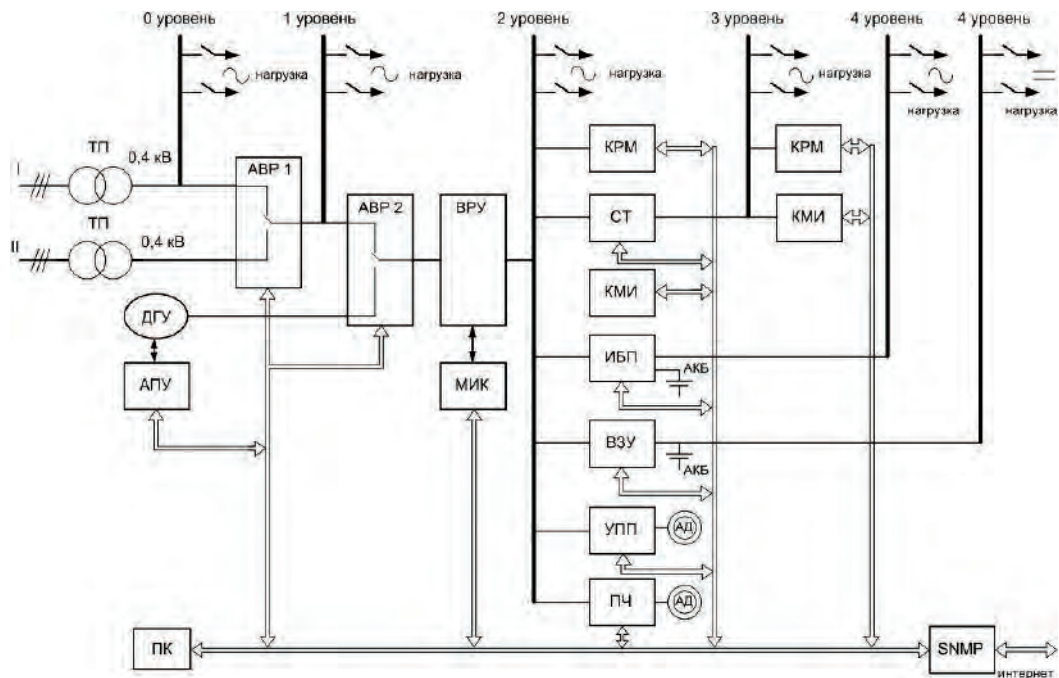 0 уровень
1 уровень
2 уровень
3 уровень
4 уровень
4 уровень
нагрузка
нагрузка
нагрузка
нагрузка
нагрузка
нагрузка
I
ТП
0,4 кВ
II
ТП
0,4 кВ
АВР 1
АВР 2
ВРУ
КРМ
КРМ
СТ
КМИ
КМИ
ДГУ
АПУ
МИК
ИБП
АКБ
ВЗУ
АКБ
УПП
АД
ПЧ
АД
ПК
SNMP
интернет